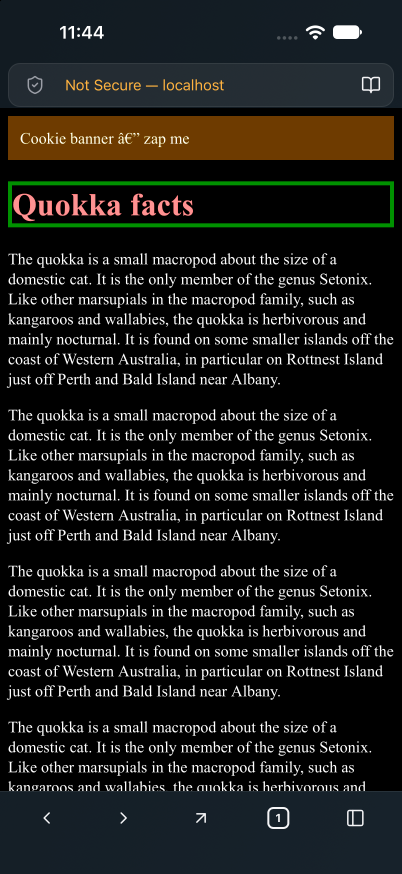 11:44
Not Secure — localhost
Cookie banner â€” zap me
Quokka facts
The quokka is a small macropod about the size of a
domestic cat. It is the only member of the genus Setonix.
Like other marsupials in the macropod family, such as
kangaroos and wallabies, the quokka is herbivorous and
mainly nocturnal. It is found on some smaller islands off the
coast of Western Australia, in particular on Rottnest Island
just off Perth and Bald Island near Albany.
The quokka is a small macropod about the size of a
domestic cat. It is the only member of the genus Setonix.
Like other marsupials in the macropod family, such as
kangaroos and wallabies, the quokka is herbivorous and
mainly nocturnal. It is found on some smaller islands off the
coast of Western Australia, in particular on Rottnest Island
just off Perth and Bald Island near Albany.
The quokka is a small macropod about the size of a
domestic cat. It is the only member of the genus Setonix.
Like other marsupials in the macropod family, such as
kangaroos and wallabies, the quokka is herbivorous and
mainly nocturnal. It is found on some smaller islands off the
coast of Western Australia, in particular on Rottnest Island
just off Perth and Bald Island near Albany.
The quokka is a small macropod about the size of a
domestic cat. It is the only member of the genus Setonix.
Like other marsupials in the macropod family, such as
kangaroos and wallabies, the quokka is herbivorous and
1